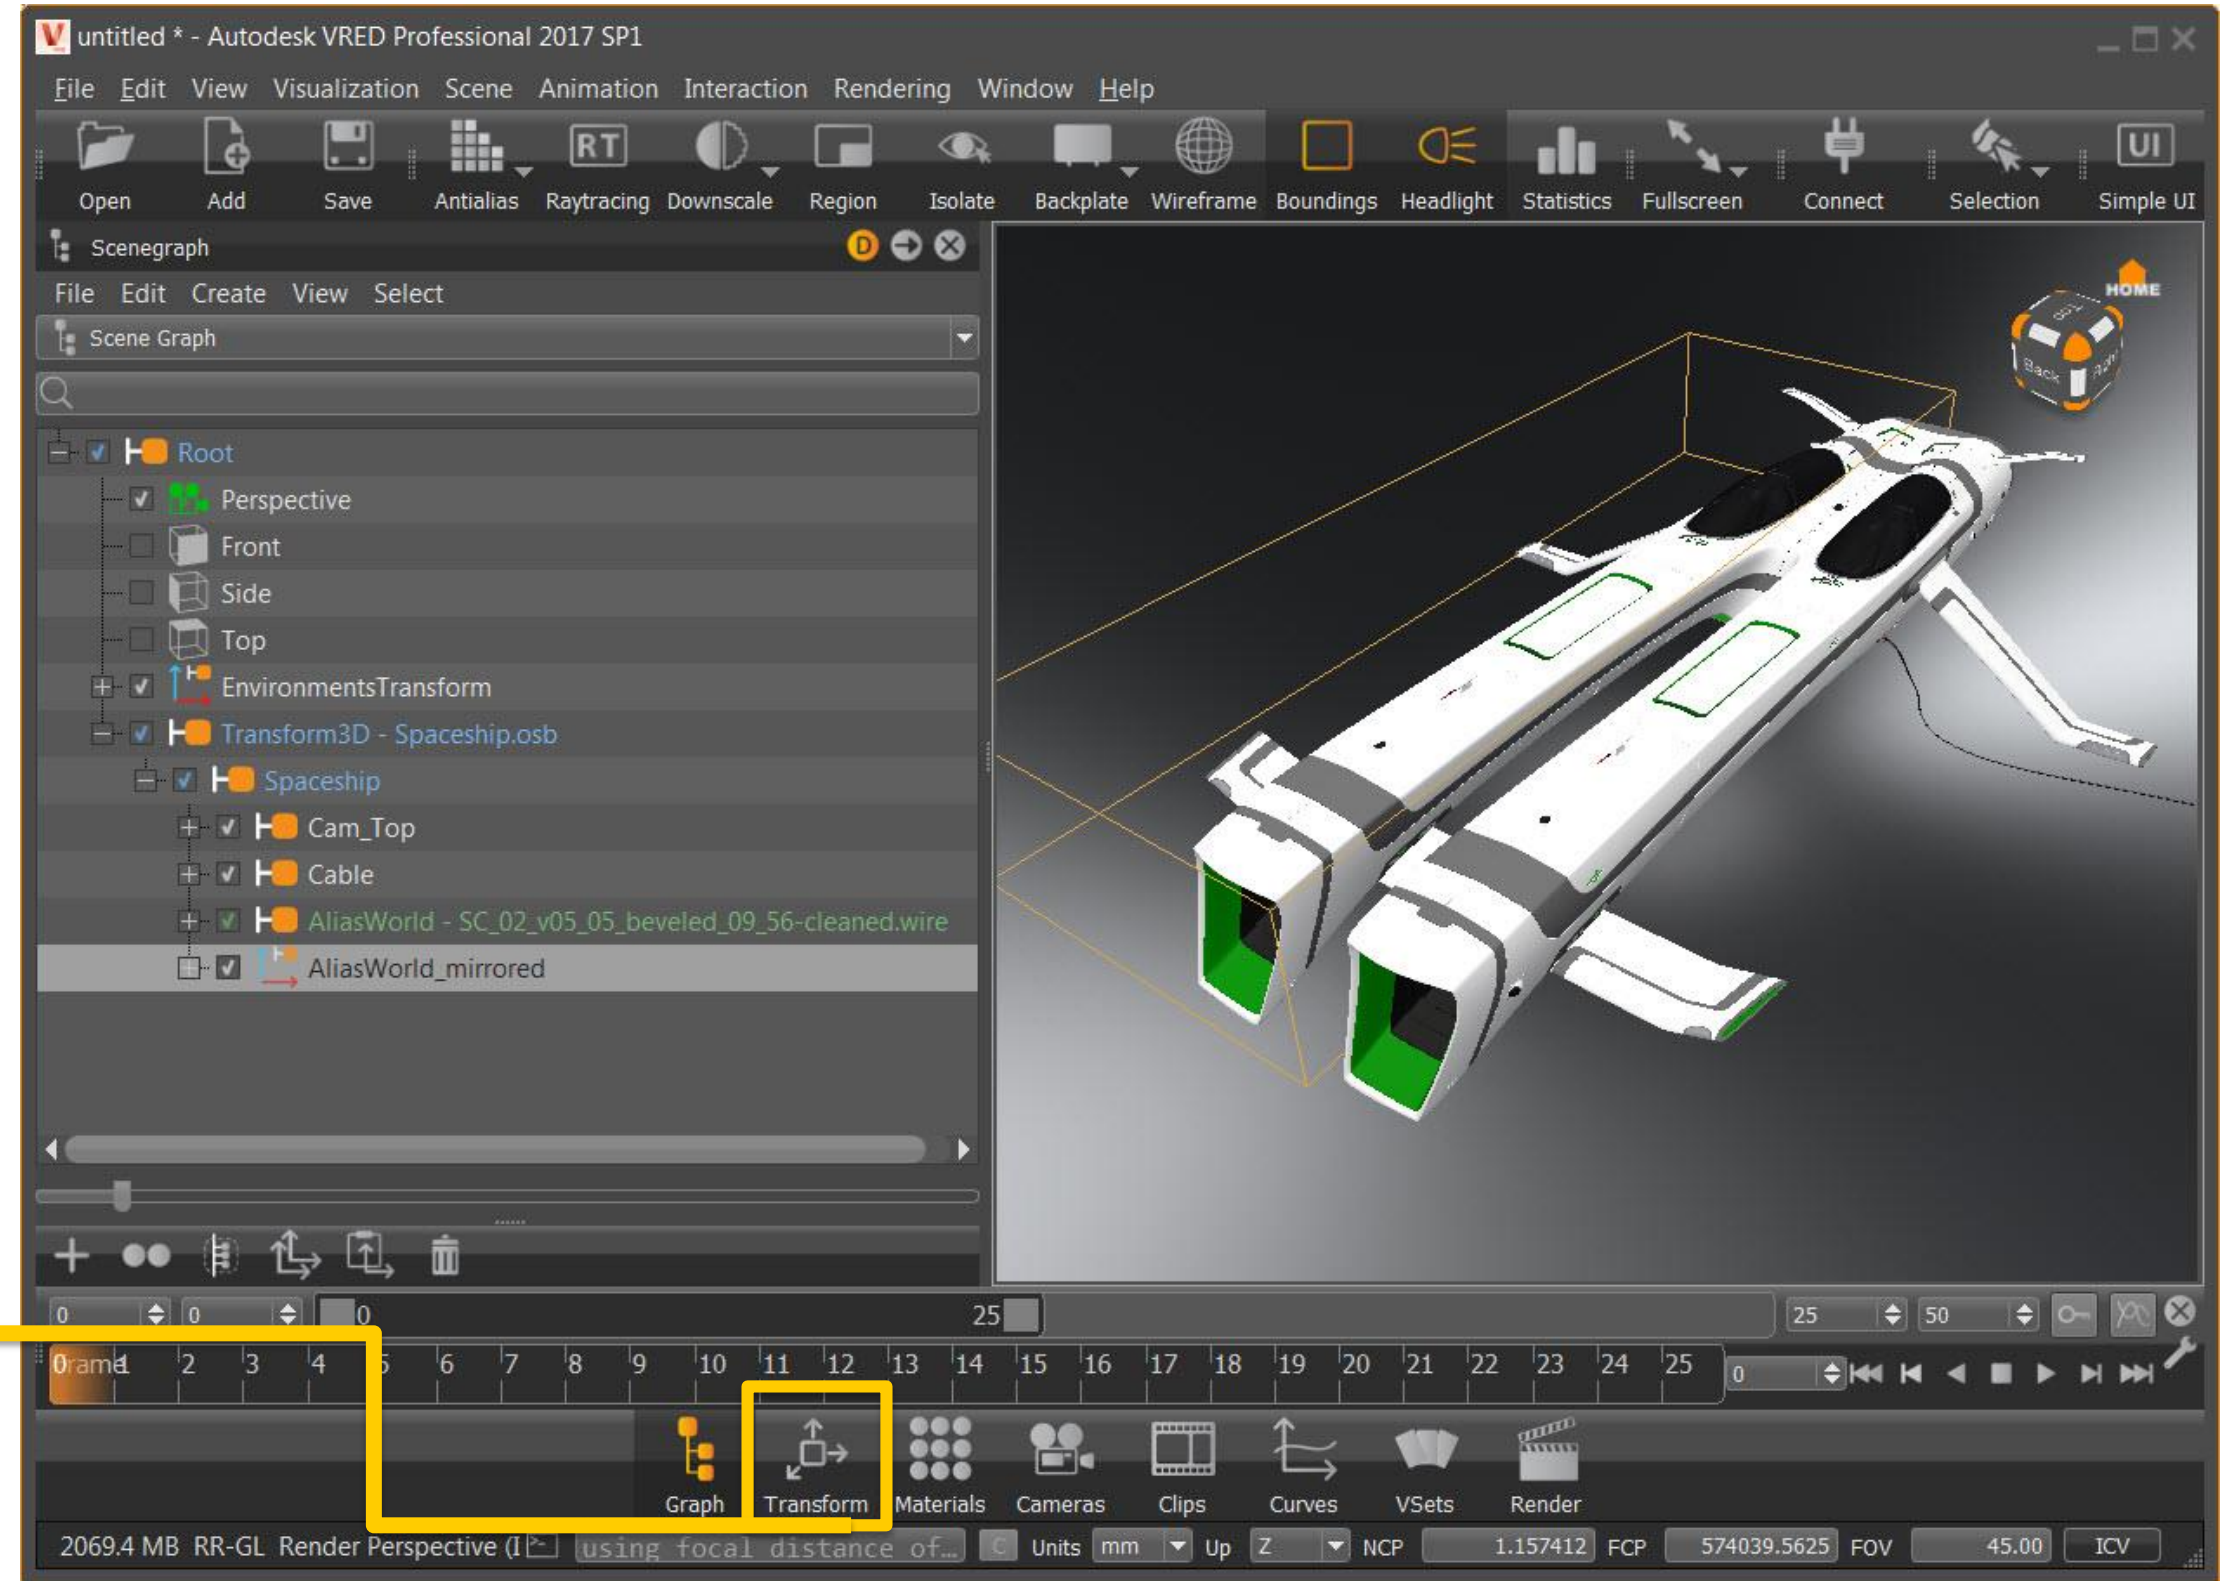 untitled * - Autodesk VRED Professional 2017 SP1
File Edit View Visualization Scene Animation Interaction Rendering Window Help
RT UI
Open Add Save Antialias Raytracing Downscale Region Isolate Backplate Wireframe Boundings Headlight Statistics Fullscreen Connect Selection Simple UI
Scenegraph D
File Edit Create View Select
Scene Graph
Root
Perspective
Front
Side
Top
EnvironmentsTransform
Transform3D - Spaceship.osb
Spaceship
Cam_Top
Cable
AliasWorld - SC_02_v05_05_beveled_09_56-cleaned.wire
AliasWorld_mirrored
HOME
Top
Back
0 0 0 25 25 50
0 1 2 3 4 5 6 7 8 9 10 11 12 13 14 15 16 17 18 19 20 21 22 23 24 25 0
Graph Transform Materials Cameras Clips Curves VSets Render
2069.4 MB RR-GL Render Perspective (I using focal distance of… C Units mm Up Z NCP 1.157412 FCP 574039.5625 FOV 45.00 ICV